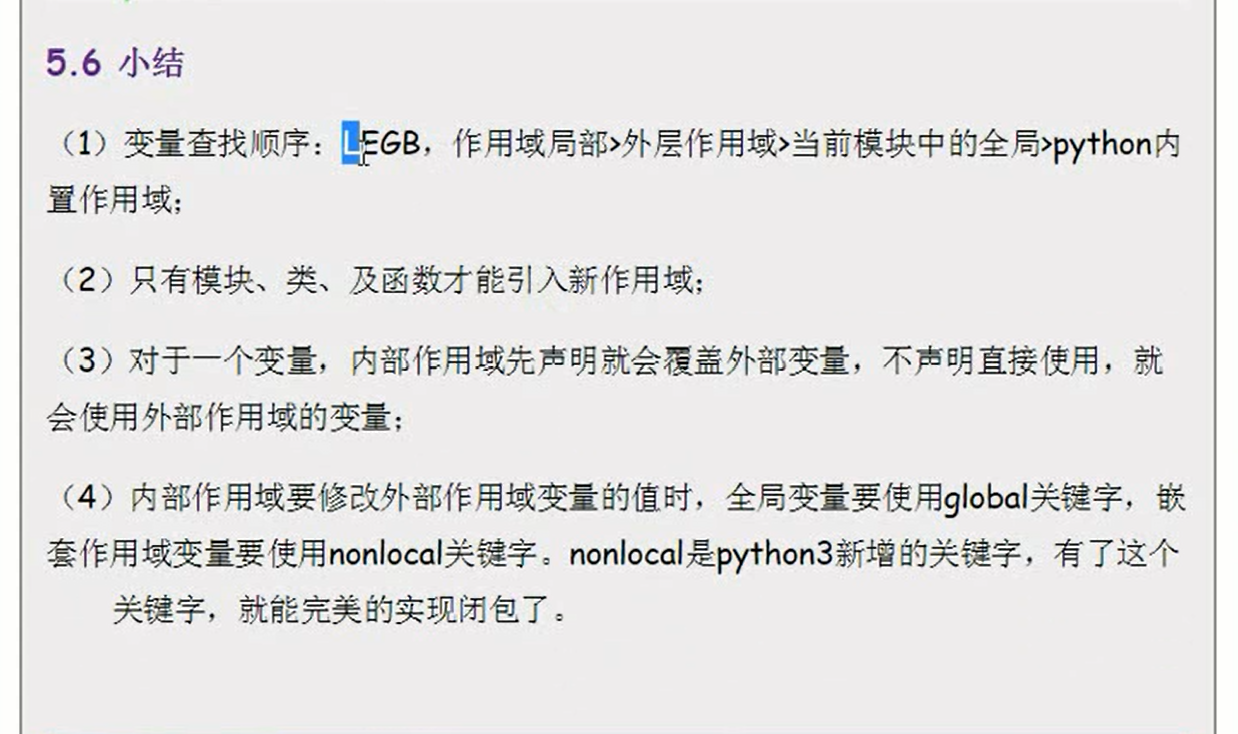 5.6 小结
（1）变量查找顺序：LEGB，作用域局部>外层作用域>当前模块中的全局>python内
置作用域；
（2）只有模块、类、及函数才能引入新作用域；
（3）对于一个变量，内部作用域先声明就会覆盖外部变量，不声明直接使用，就
会使用外部作用域的变量；
（4）内部作用域要修改外部作用域变量的值时，全局变量要使用global关键字，嵌
套作用域变量要使用nonlocal关键字。nonlocal是python3新增的关键字，有了这个
关键字，就能完美的实现闭包了。